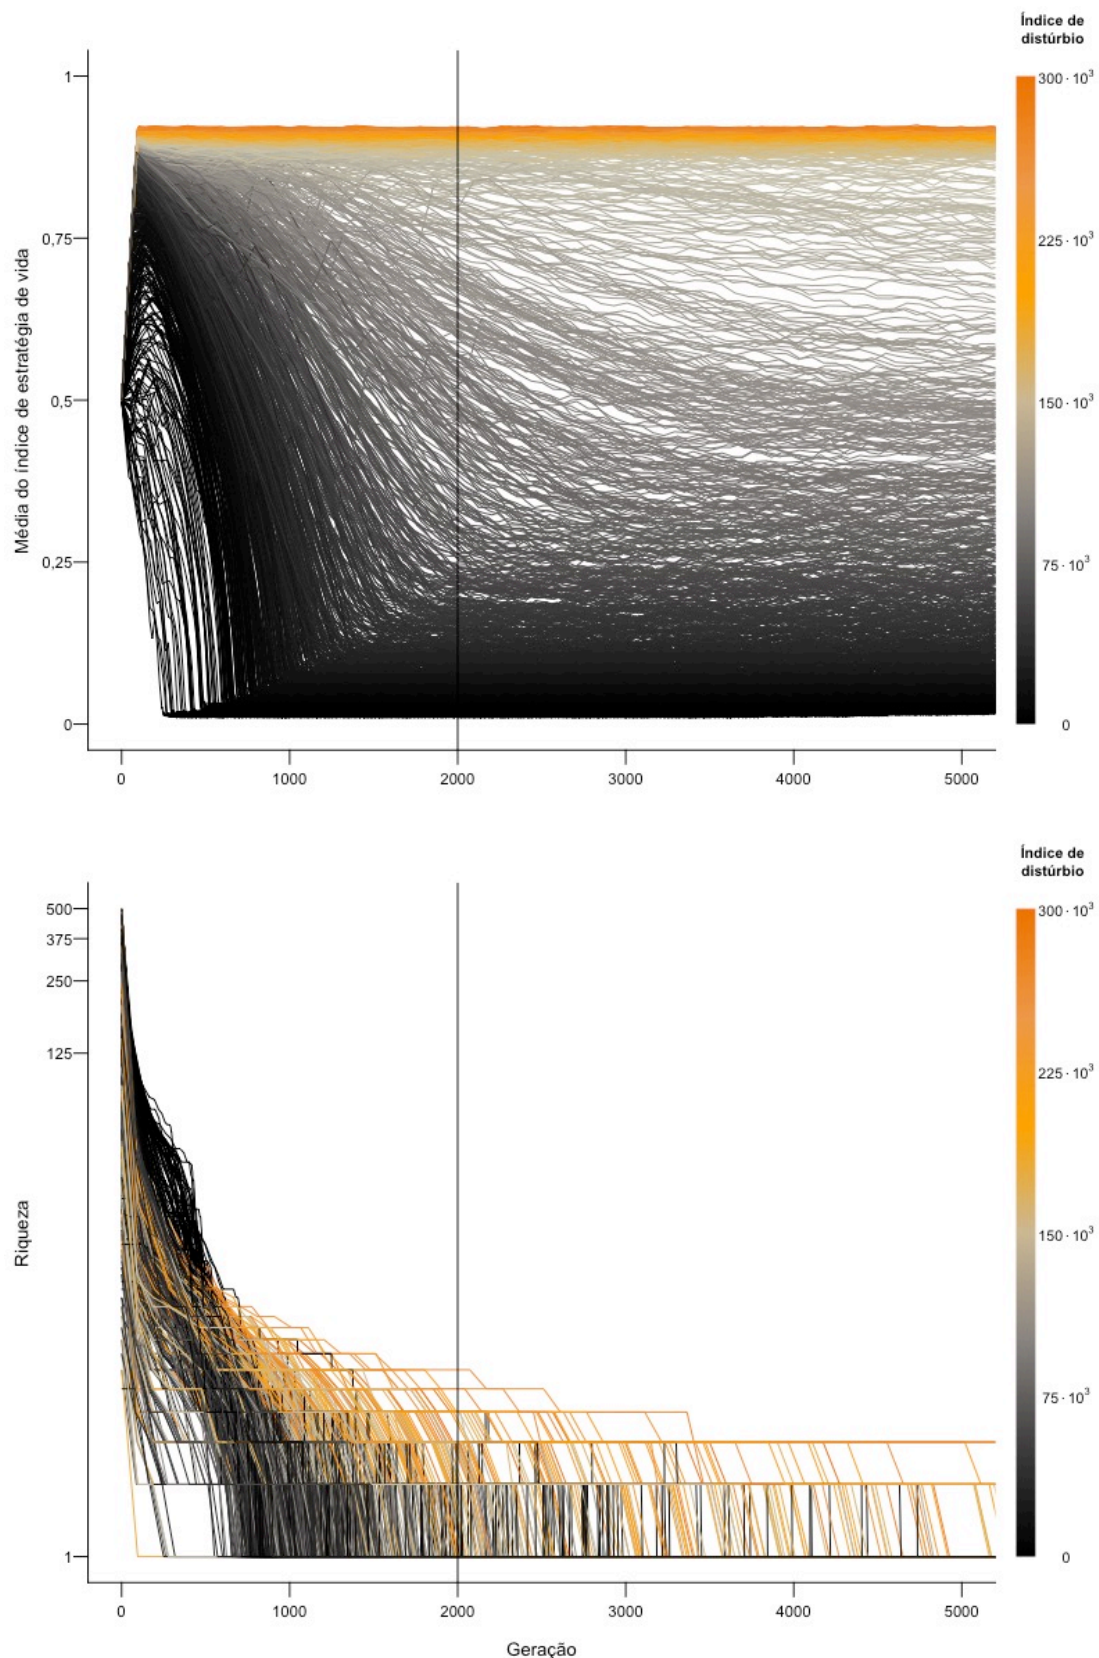 Índice de
distúrbio
300 · 10³
225 · 10³
150 · 10³
75 · 10³
0
Média do índice de estratégia de vida
1
0,75
0,5
0,25
0
0 1000 2000 3000 4000 5000
Índice de
distúrbio
300 · 10³
225 · 10³
150 · 10³
75 · 10³
0
Riqueza
500
375
250
125
1
0 1000 2000 3000 4000 5000
Geração